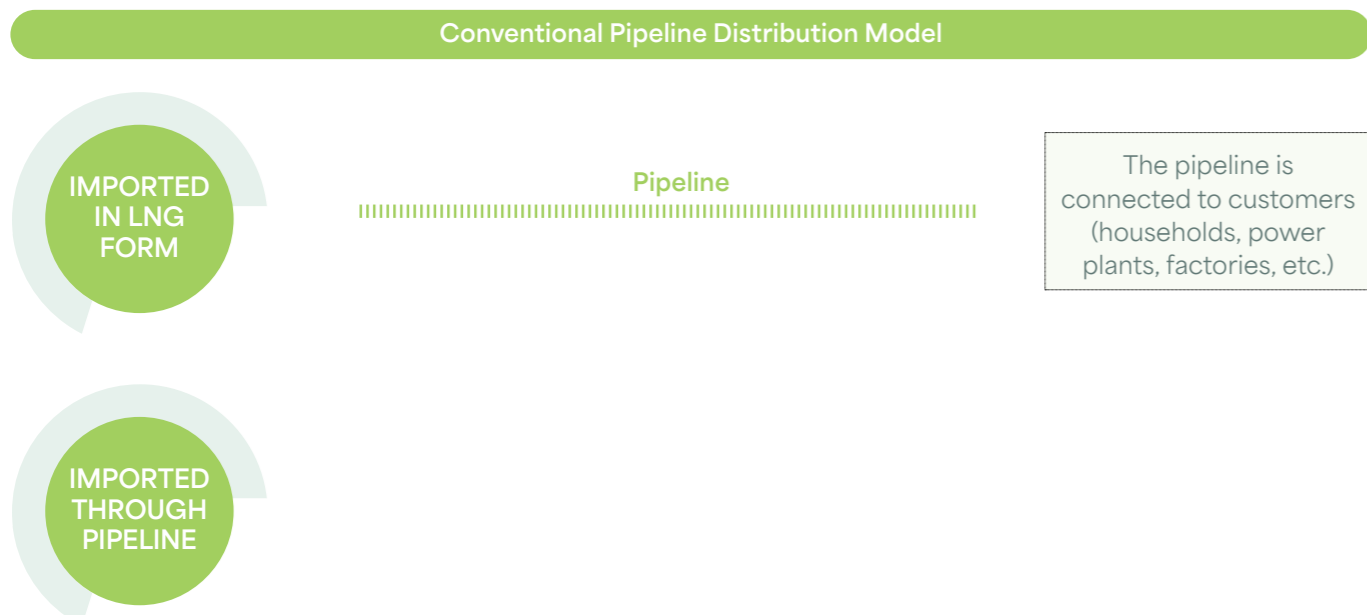 Conventional Pipeline Distribution Model
IMPORTED
IN LNG
FORM
Pipeline
The pipeline is
connected to customers
(households, power
plants, factories, etc.)
IMPORTED
THROUGH
PIPELINE